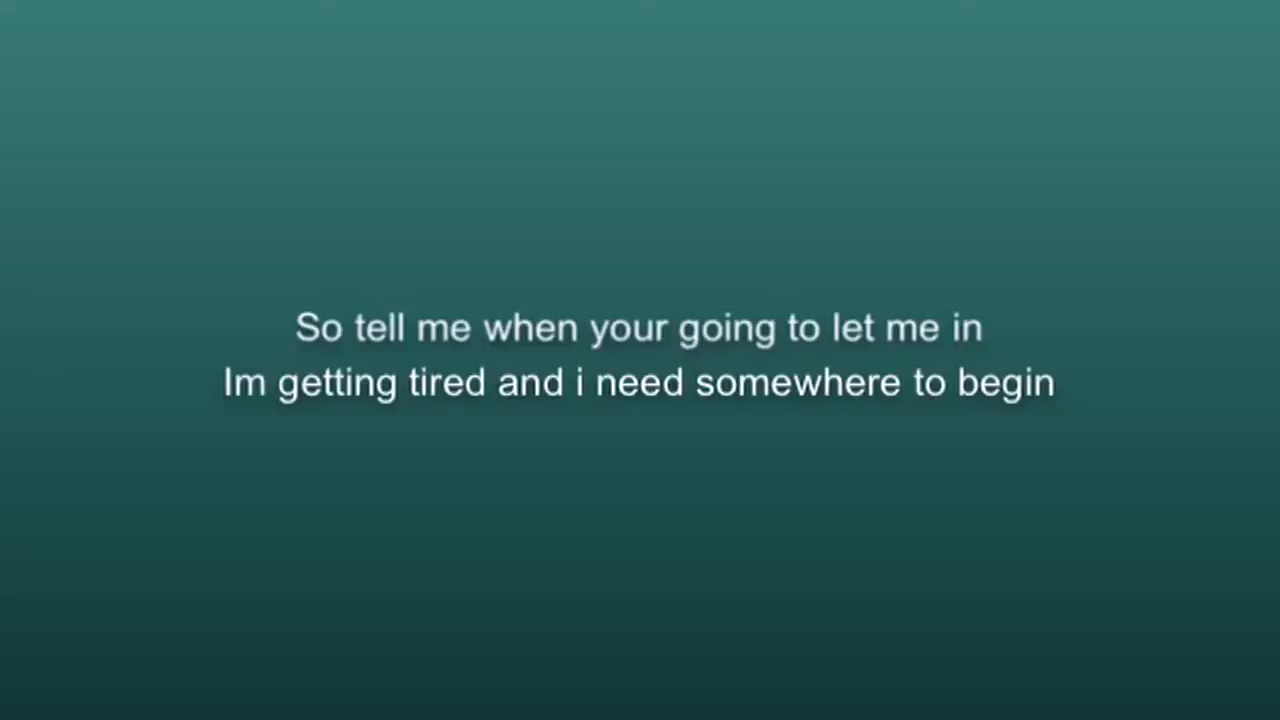 So tell me when your going to let me in
Im getting tired and i need somewhere to begin